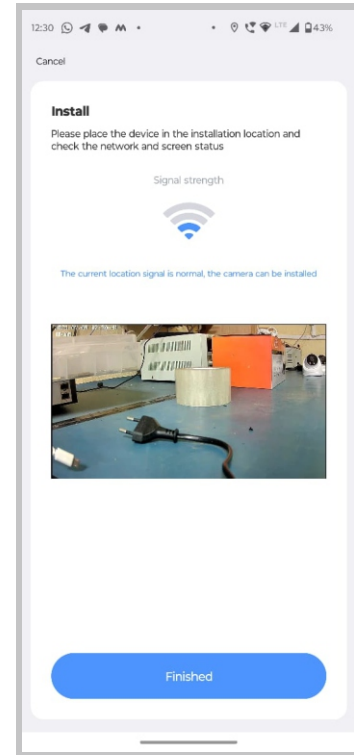 12:30
LTE 43%
Cancel
Install
Please place the device in the installation location and
check the network and screen status
Signal strength
The current location signal is normal, the camera can be installed
Finished